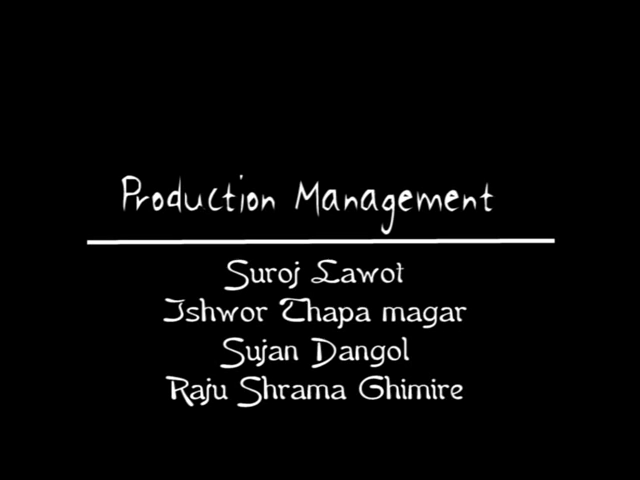 Production Management
Suroj Lawot
Ishwor Thapa magar
Sujan Dangol
Raju Shrama Ghimire